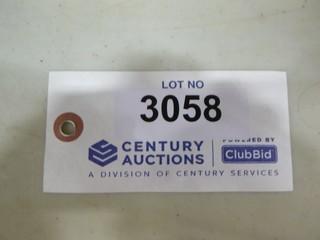 LOT NO
3058
CENTURY
AUCTIONS
POWERED BY
ClubBid
A DIVISION OF CENTURY SERVICES